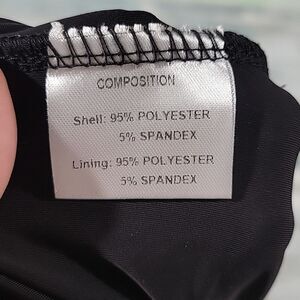 COMPOSITION
Shell: 95% POLYESTER
5% SPANDEX
Lining: 95% POLYESTER
5% SPANDEX